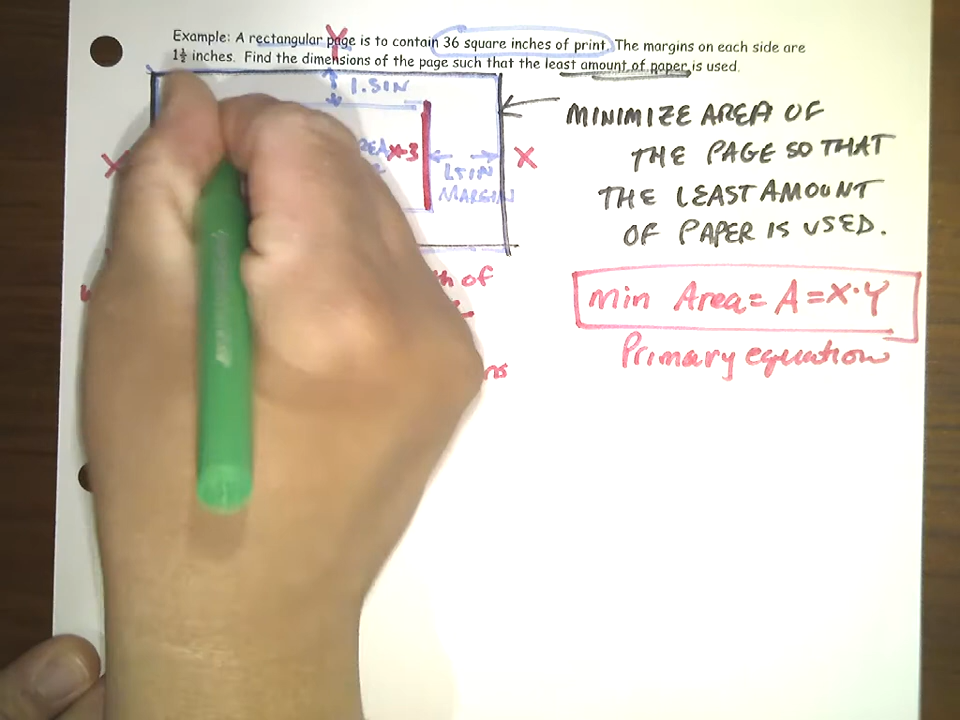 Example: A rectangular page is to contain 36 square inches of print. The margins on each side are
1½ inches. Find the dimensions of the page such that the least amount of paper is used.
Y
1.5IN
X
X-3
1.5IN
MARGIN
X
MINIMIZE AREA OF
THE PAGE SO THAT
THE LEAST AMOUNT
OF PAPER IS USED.
of
min Area = A = X·Y
Primary equation